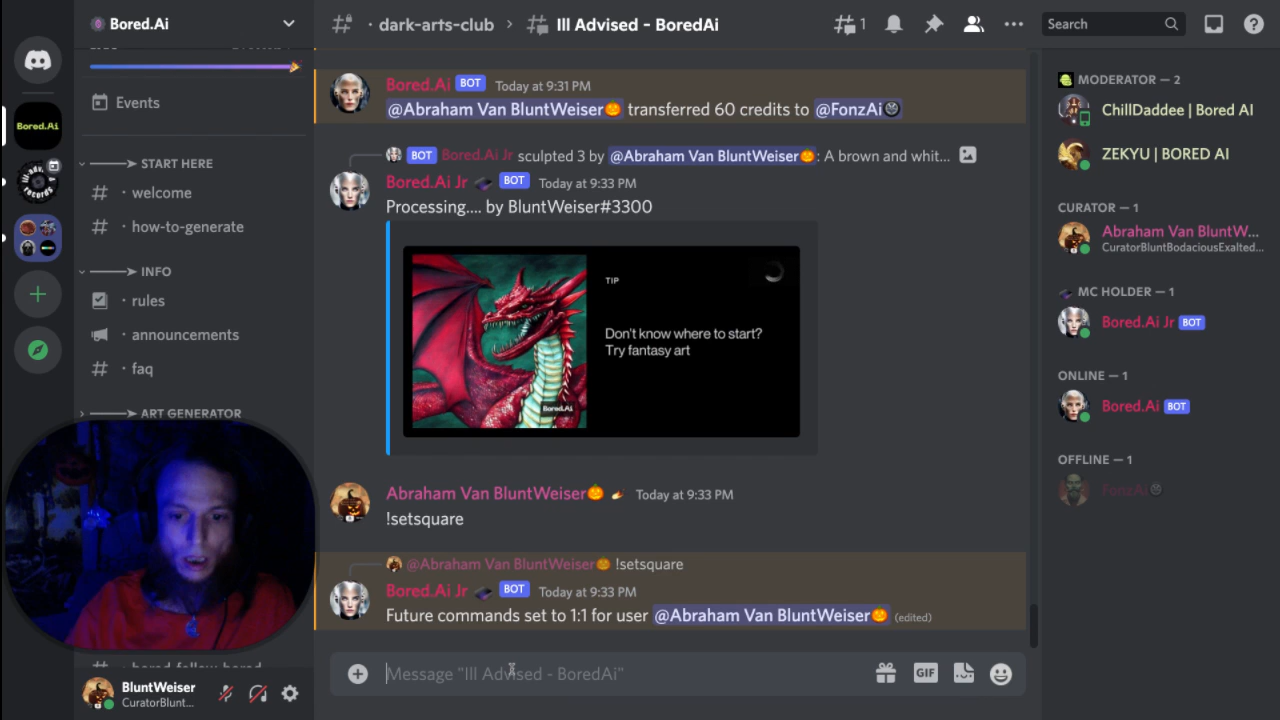 Bored.Ai
dark-arts-club
Ill Advised - BoredAi
1
Search
Bored.Ai
Events
START HERE
welcome
how-to-generate
INFO
rules
announcements
faq
ART GENERATOR
bored-follow-bored
BluntWeiser
CuratorBlunt...
Bored.Ai BOT Today at 9:31 PM
@Abraham Van BluntWeiser🎃 transferred 60 credits to @FonzAi
BOT Bored.Ai Jr sculpted 3 by @Abraham Van BluntWeiser🎃: A brown and whit...
Bored.Ai Jr BOT Today at 9:33 PM
Processing.... by BluntWeiser#3300
TIP
Don't know where to start?
Try fantasy art
Bored.Ai
Abraham Van BluntWeiser🎃 Today at 9:33 PM
!setsquare
@Abraham Van BluntWeiser🎃 !setsquare
Bored.Ai Jr BOT Today at 9:33 PM
Future commands set to 1:1 for user @Abraham Van BluntWeiser🎃 (edited)
Message "Ill Advised - BoredAi"
GIF
MODERATOR — 2
ChillDaddee | Bored AI
ZEKYU | BORED AI
CURATOR — 1
Abraham Van BluntW...
CuratorBluntBodaciousExalted...
MC HOLDER — 1
Bored.Ai Jr BOT
ONLINE — 1
Bored.Ai BOT
OFFLINE — 1
FonzAi